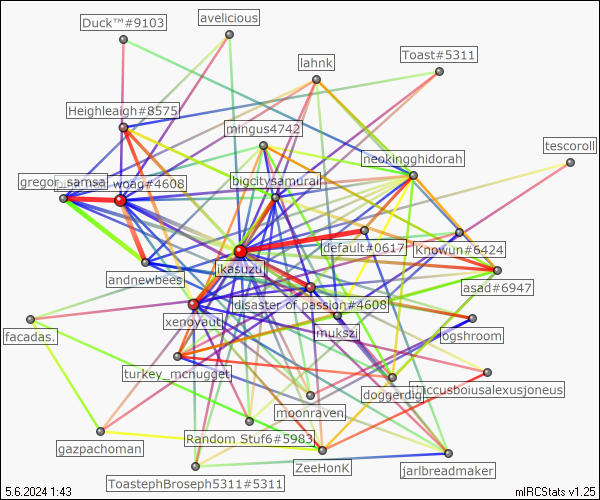 Duck™#9103
avelicious
lahnk
Toast#5311
Heighleaigh#8575
mingus4742
neokingghidorah
tescoroll
gregor_samsa
woag#4608
bigcitysamurai
default#0617
Knowun#6424
ikasuzu
asad#6947
andnewbees
disaster of passion#4608
xenoyaut
mukszi
ogshroom
facadas.
turkey_mcnugget
doggerdig
iaccusboiusalexusjoneus
moonraven
gazpachoman
Random Stuf6#5983
ZeeHonK
jarlbreadmaker
ToastephBroseph5311#5311
5.6.2024 1:43
mIRCStats v1.25